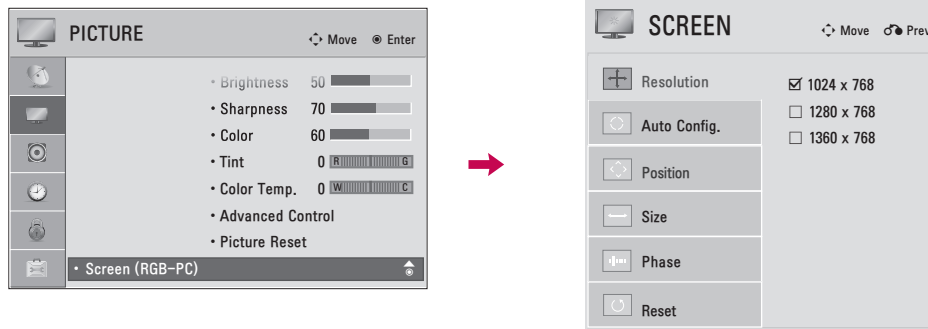 PICTURE
Move Enter
• Brightness 50
• Sharpness 70
• Color 60
• Tint 0 R G
• Color Temp. 0 W C
• Advanced Control
• Picture Reset
• Screen (RGB-PC)
SCREEN
Move Prev
Resolution
Auto Config.
Position
Size
Phase
Reset
☑ 1024 x 768
☐ 1280 x 768
☐ 1360 x 768